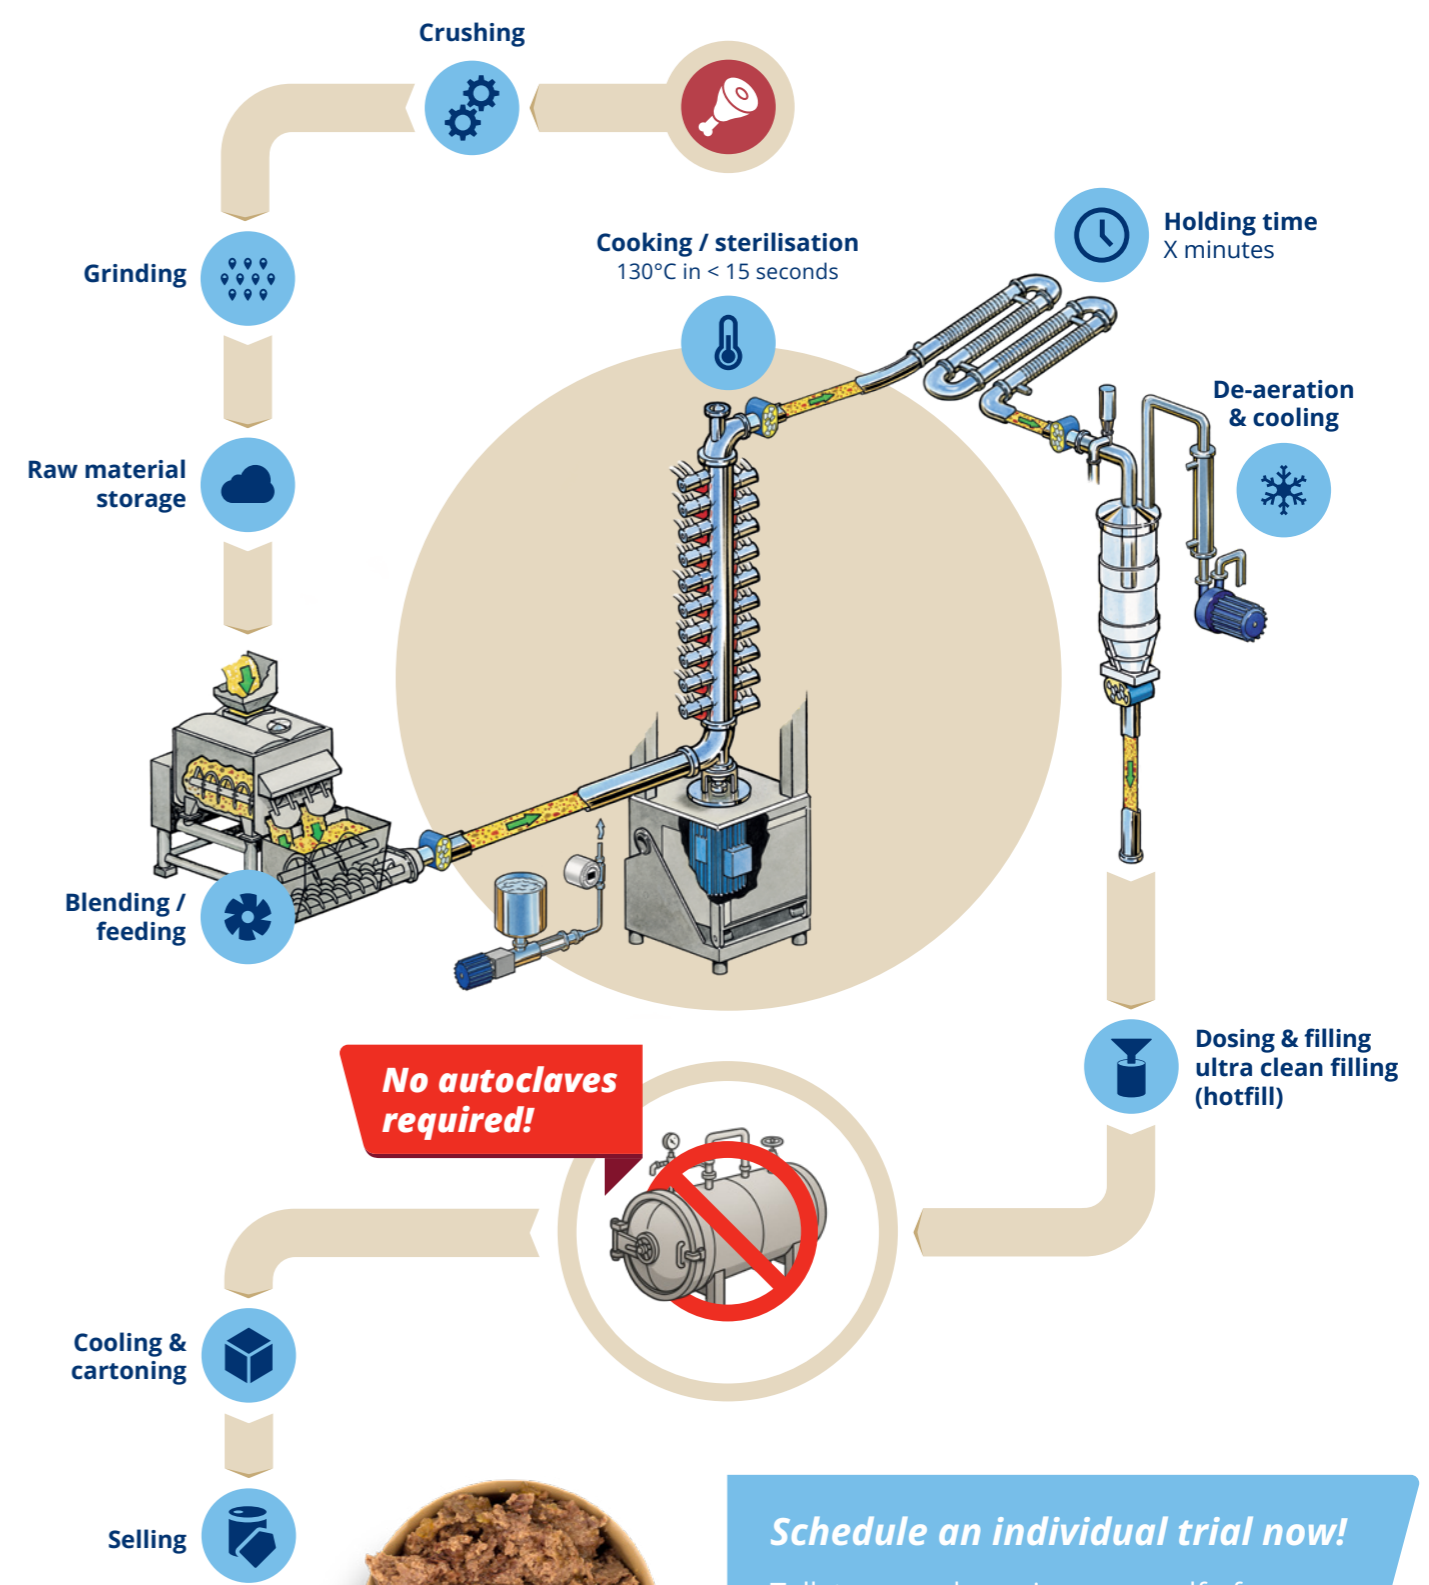 Crushing
Grinding
Cooking / sterilisation
130°C in < 15 seconds
Holding time
X minutes
De-aeration
& cooling
Raw material
storage
Blending /
feeding
Dosing & filling
ultra clean filling
(hotfill)
No autoclaves
required!
Cooling &
cartoning
Selling
Schedule an individual trial now!